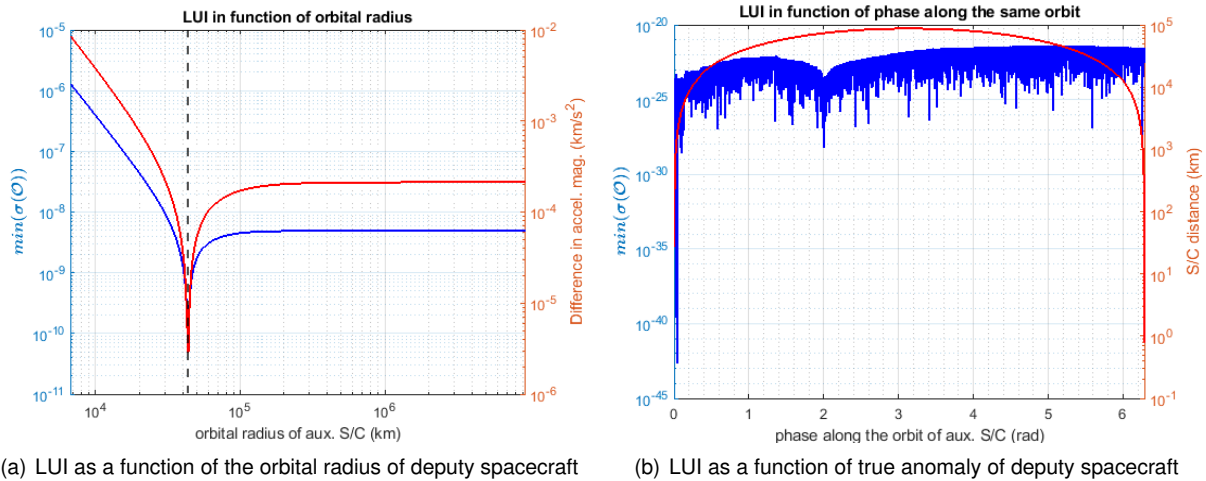 LUI in function of orbital radius
10^-5
10^-6
10^-7
10^-8
10^-9
10^-10
10^-11
min(σ(𝒪))
10^-2
10^-3
10^-4
10^-5
10^-6
Difference in accel. mag. (km/s^2)
10^4 10^5 10^6
orbital radius of aux. S/C (km)
(a) LUI as a function of the orbital radius of deputy spacecraft
LUI in function of phase along the same orbit
10^-20
10^-25
10^-30
10^-35
10^-40
10^-45
min(σ(𝒪))
10^5
10^4
10^3
10^2
10^1
10^0
10^-1
S/C distance (km)
0 1 2 3 4 5 6
phase along the orbit of aux. S/C (rad)
(b) LUI as a function of true anomaly of deputy spacecraft